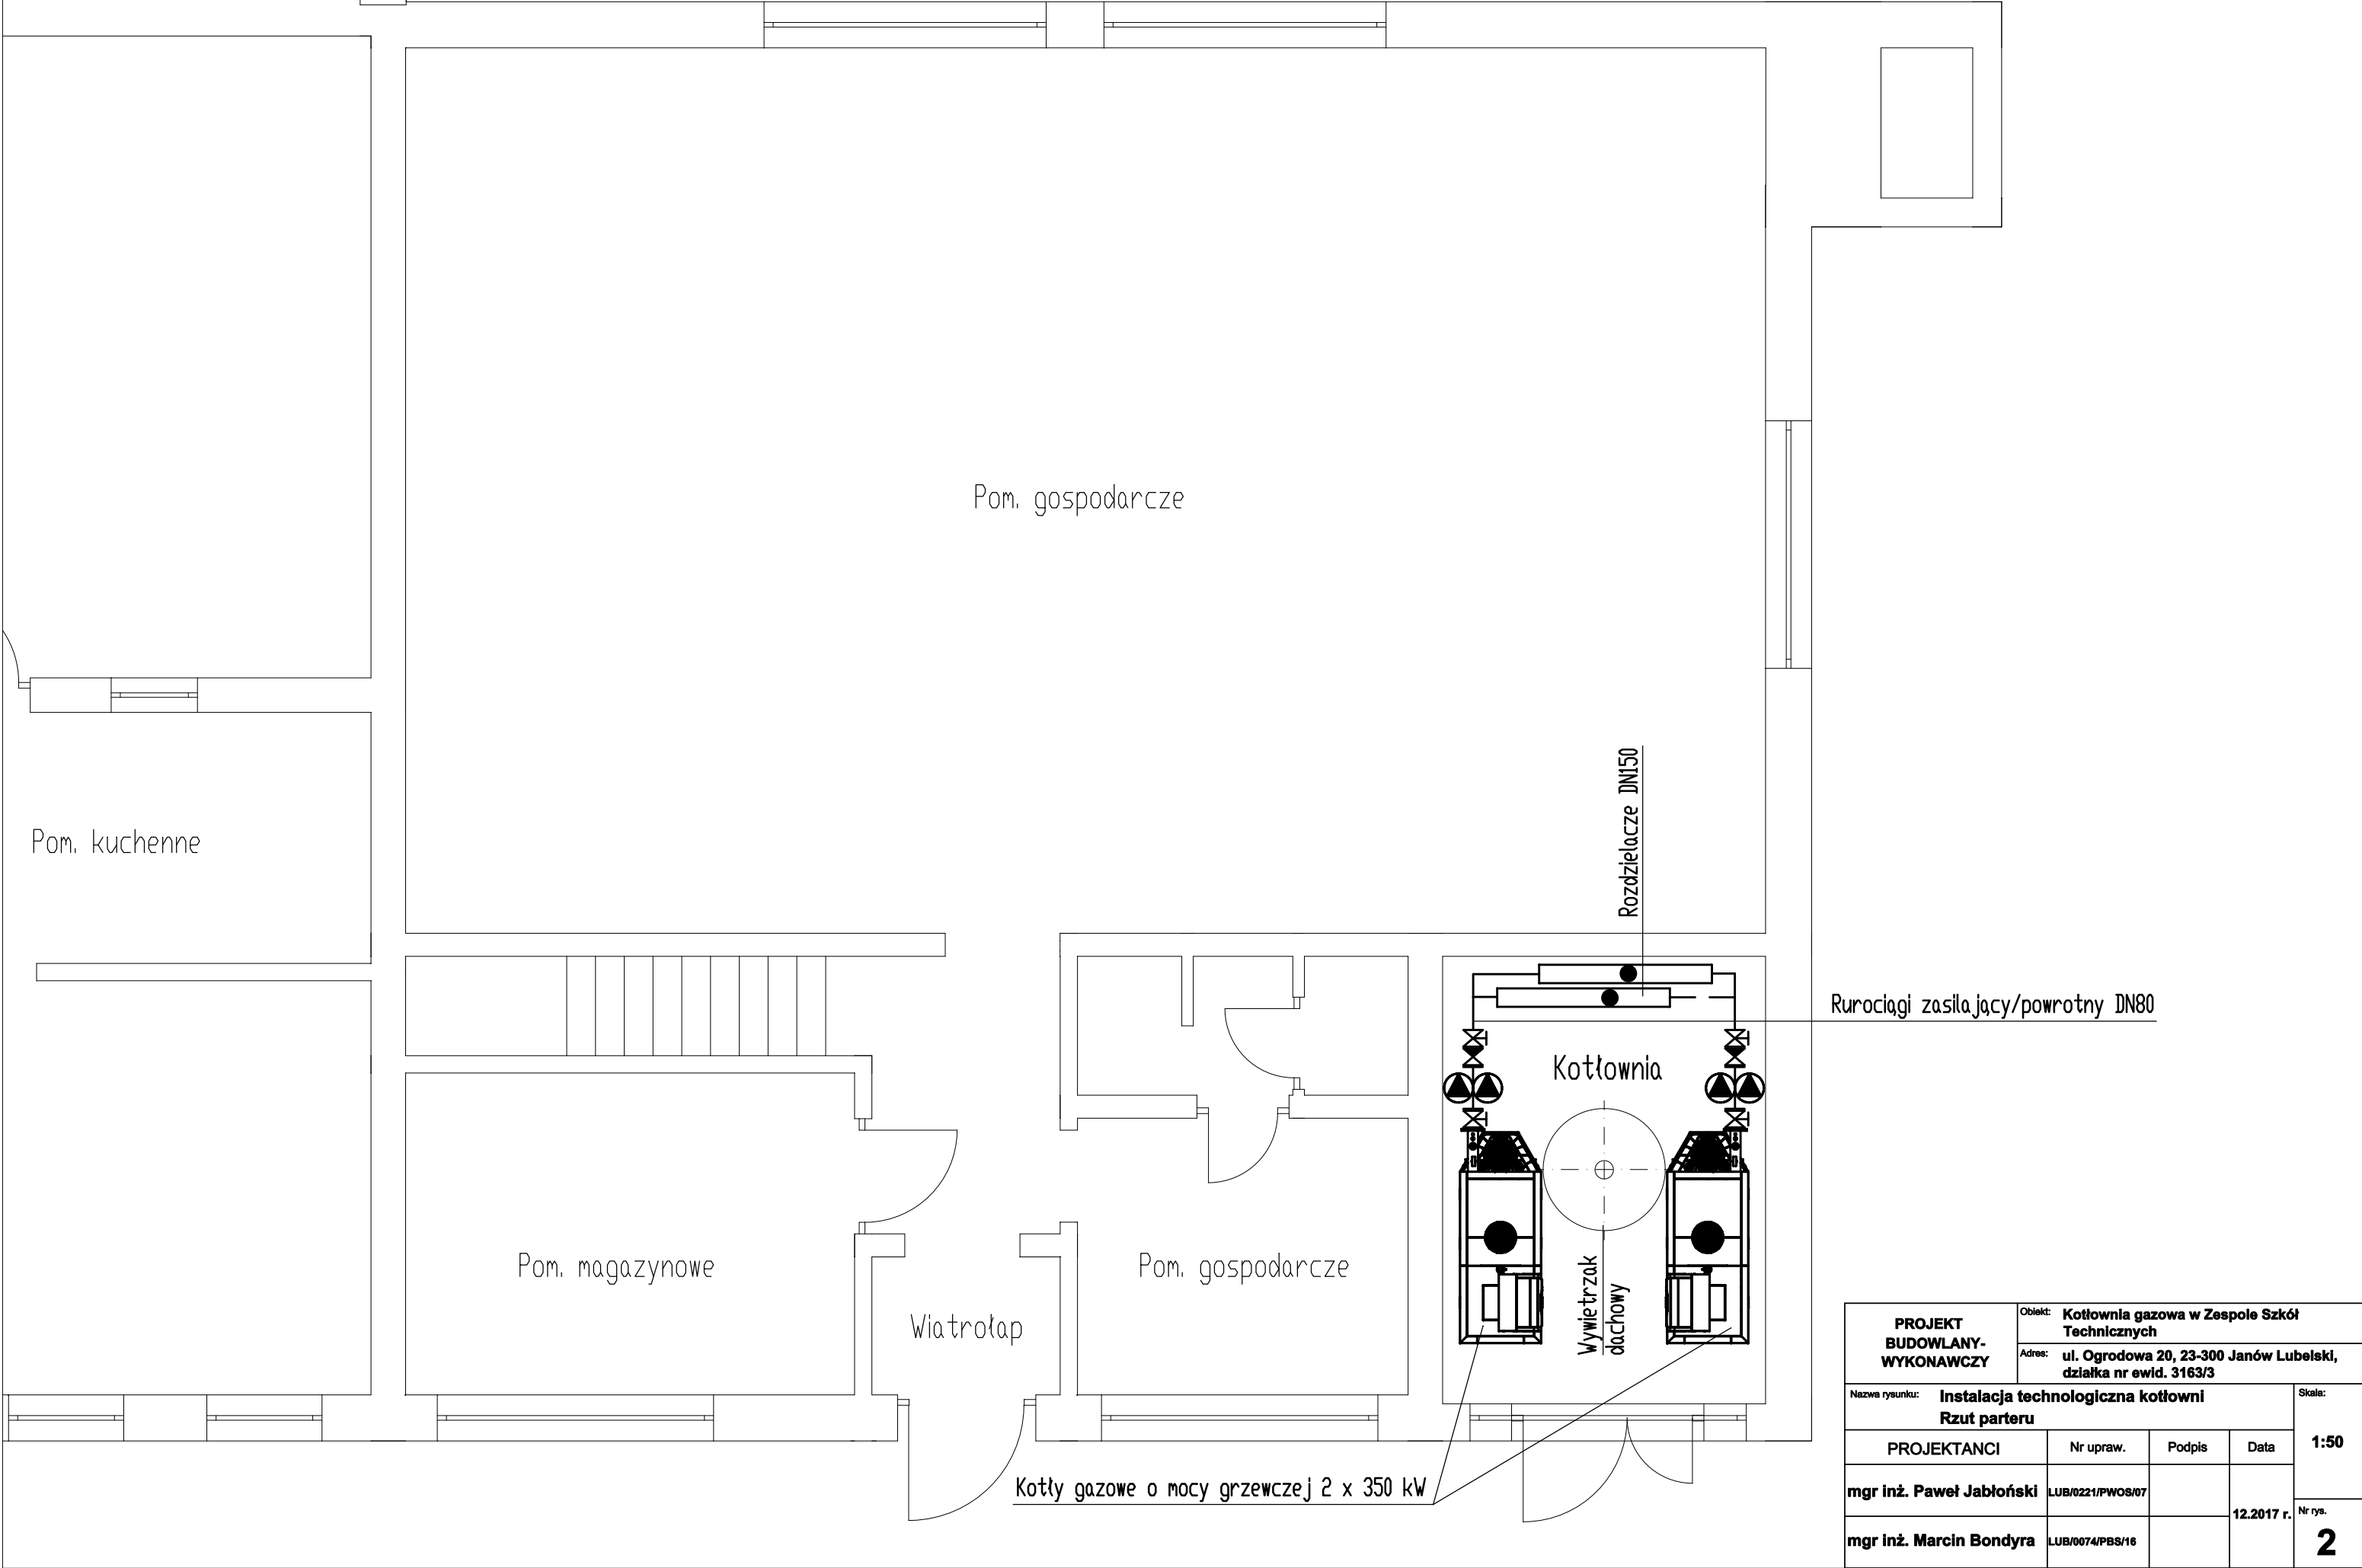 Pom. gospodarcze
Rozdzielacze DN150
Pom. kuchenne
Rurociągi zasilający/powrotny DN80
Kotłownia
Pom. magazynowe
Pom. gospodarcze
Wiatrołap
Wywietrzak
dachowy
Kotły gazowe o mocy grzewczej 2 x 350 kW
PROJEKT
BUDOWLANY-
WYKONAWCZY
Obiekt: Kotłownia gazowa w Zespole Szkół
Technicznych
Adres: ul. Ogrodowa 20, 23-300 Janów Lubelski,
działka nr ewid. 3163/3
Nazwa rysunku: Instalacja technologiczna kotłowni
Rzut parteru
Skala:
1:50
PROJEKTANCI Nr upraw. Podpis Data
mgr inż. Paweł Jabłoński LUB/0221/PWOS/07
12.2017 r.
mgr inż. Marcin Bondyra LUB/0074/PBS/16
Nr rys.
2